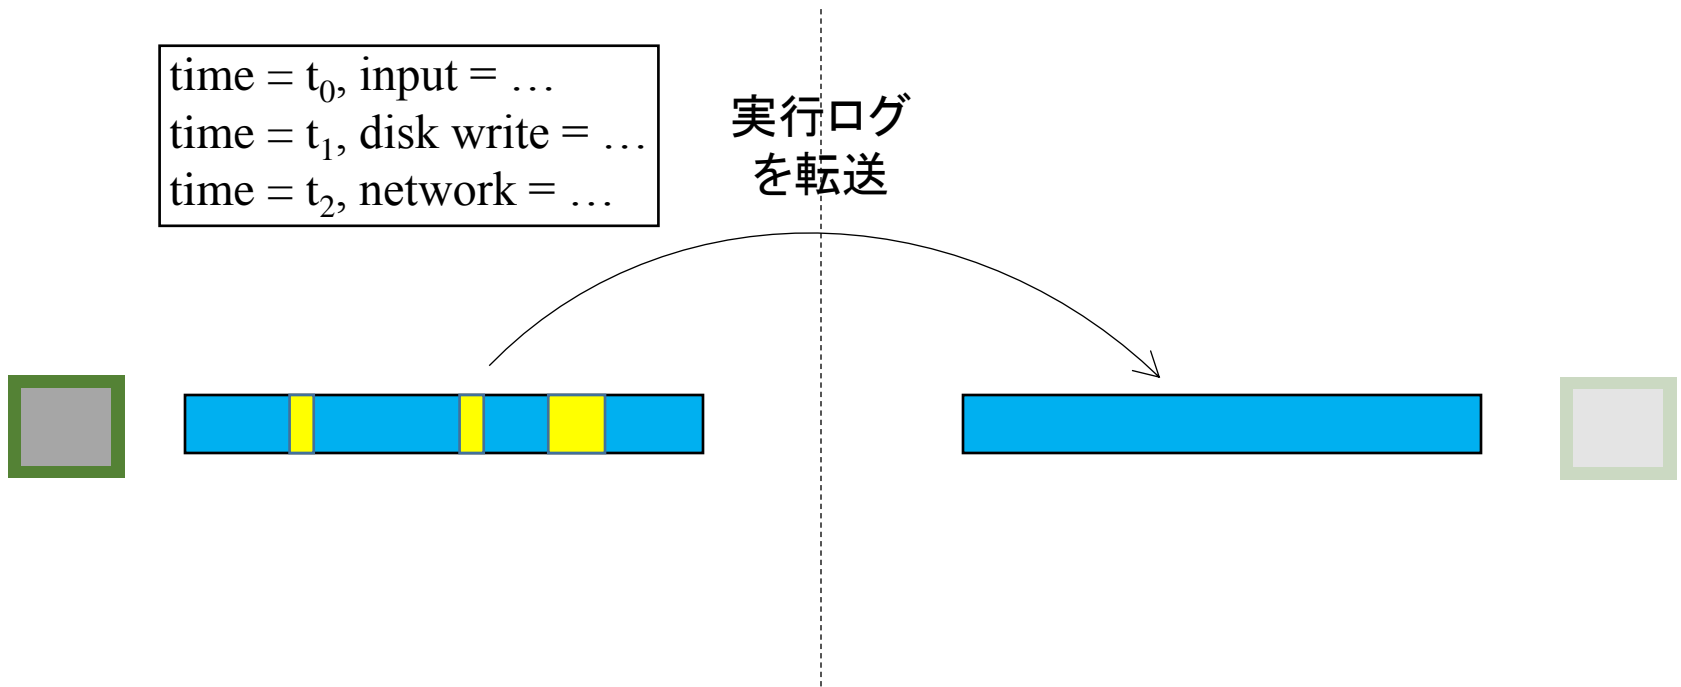 time = t₀, input = …
time = t₁, disk write = …
time = t₂, network = …
実行ログ
を転送